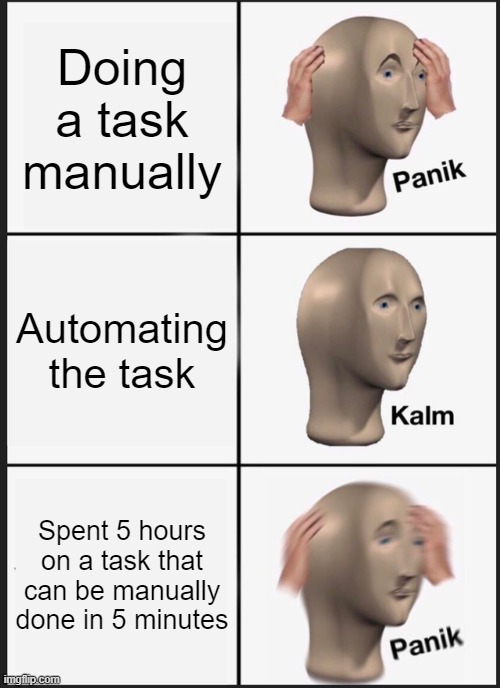 Doing
a task
manually
Panik
Automating
the task
Kalm
Spent 5 hours
on a task that
can be manually
done in 5 minutes
Panik
imgflip.com